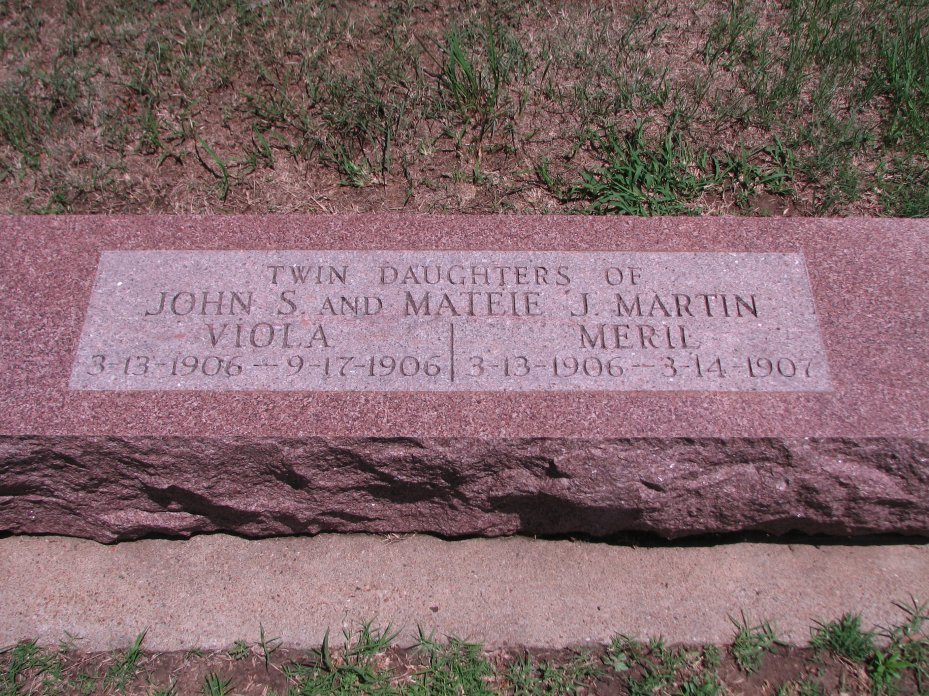 TWIN DAUGHTERS OF
JOHN S. AND MATEIE J. MARTIN
VIOLA MERIL
3-13-1906 – 9-17-1906 3-13-1906 – 3-14-1907